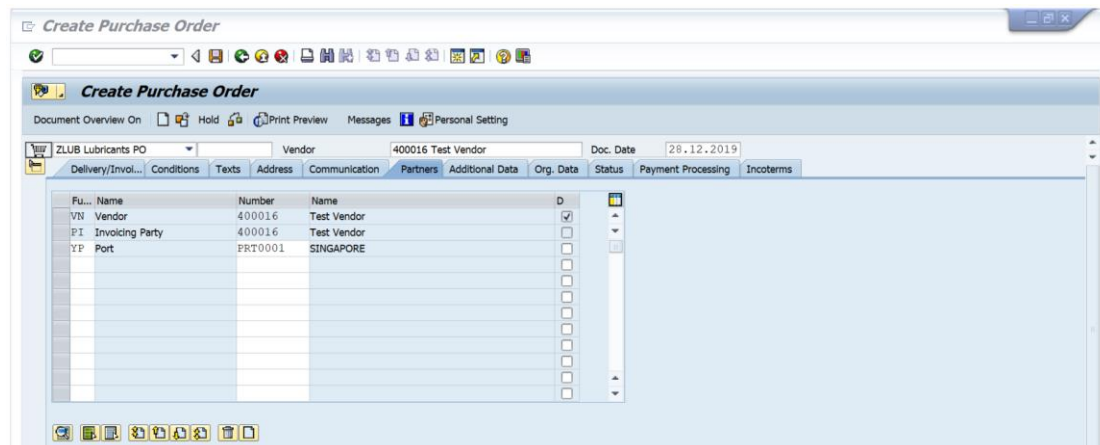 Create Purchase Order
Create Purchase Order
Document Overview On Hold Print Preview Messages Personal Setting
ZLUB Lubricants PO Vendor 400016 Test Vendor Doc. Date 28.12.2019
Delivery/Invoi... Conditions Texts Address Communication Partners Additional Data Org. Data Status Payment Processing Incoterms
Fu... Name Number Name D
VN Vendor 400016 Test Vendor
PI Invoicing Party 400016 Test Vendor
YP Port PRT0001 SINGAPORE